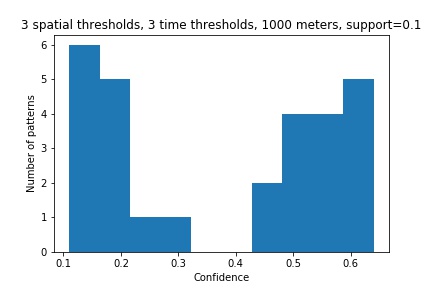 3 spatial thresholds, 3 time thresholds, 1000 meters, support=0.1
6
5
4
3
2
1
0
Number of patterns
0.1 0.2 0.3 0.4 0.5 0.6
Confidence